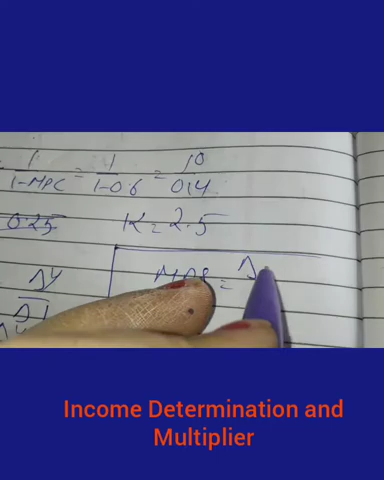 1/1-MPC = 1/1-0.6 = 10/0.4
0.25 K = 2.5
ΔY/ΔI MPS = Δ
Income Determination and
Multiplier